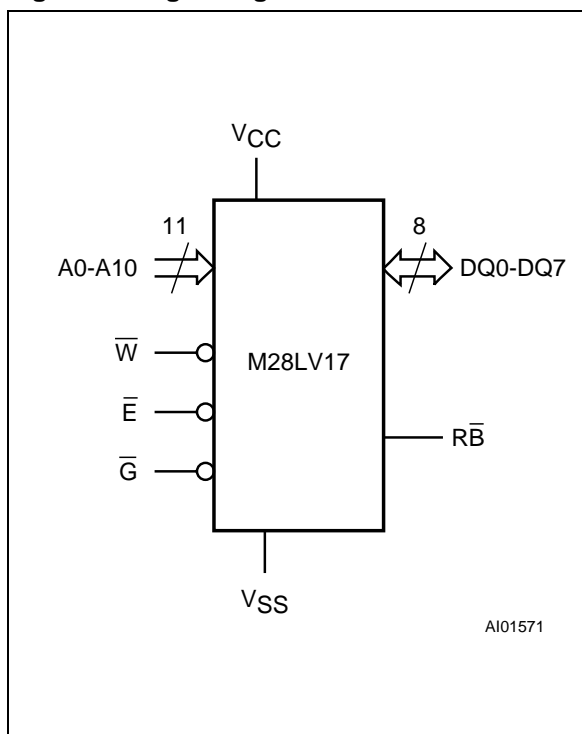 VCC
11
8
A0-A10
DQ0-DQ7
W̅
M28LV17
E̅
RB̅
G̅
VSS
AI01571